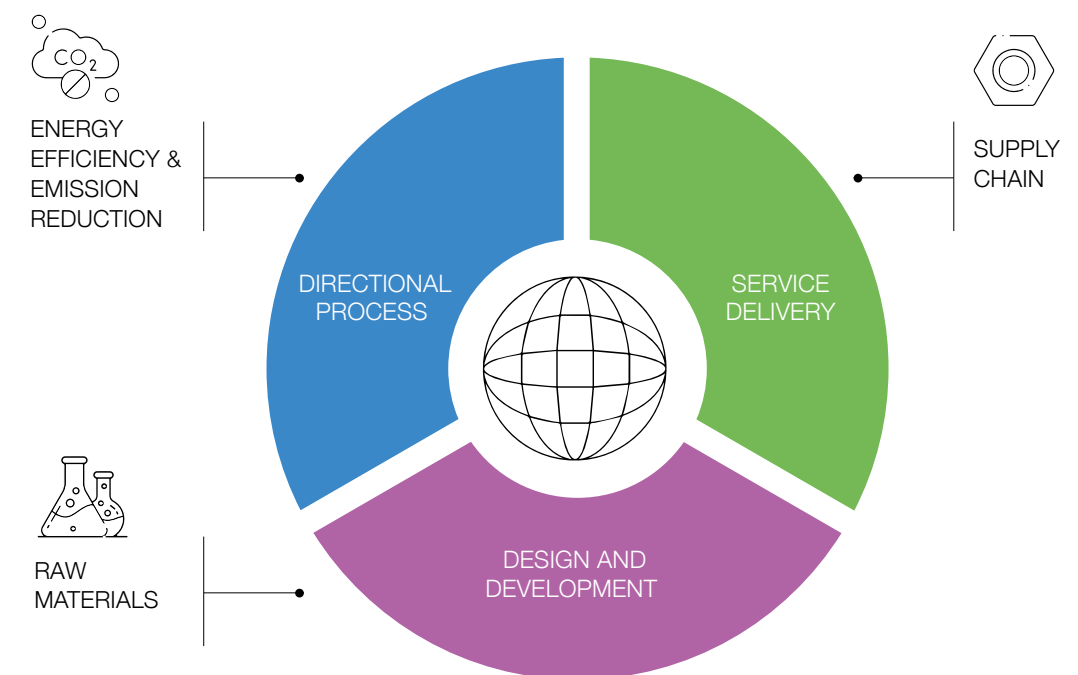 CO2
ENERGY
EFFICIENCY &
EMISSION
REDUCTION
SUPPLY
CHAIN
DIRECTIONAL
PROCESS
SERVICE
DELIVERY
RAW
MATERIALS
DESIGN AND
DEVELOPMENT